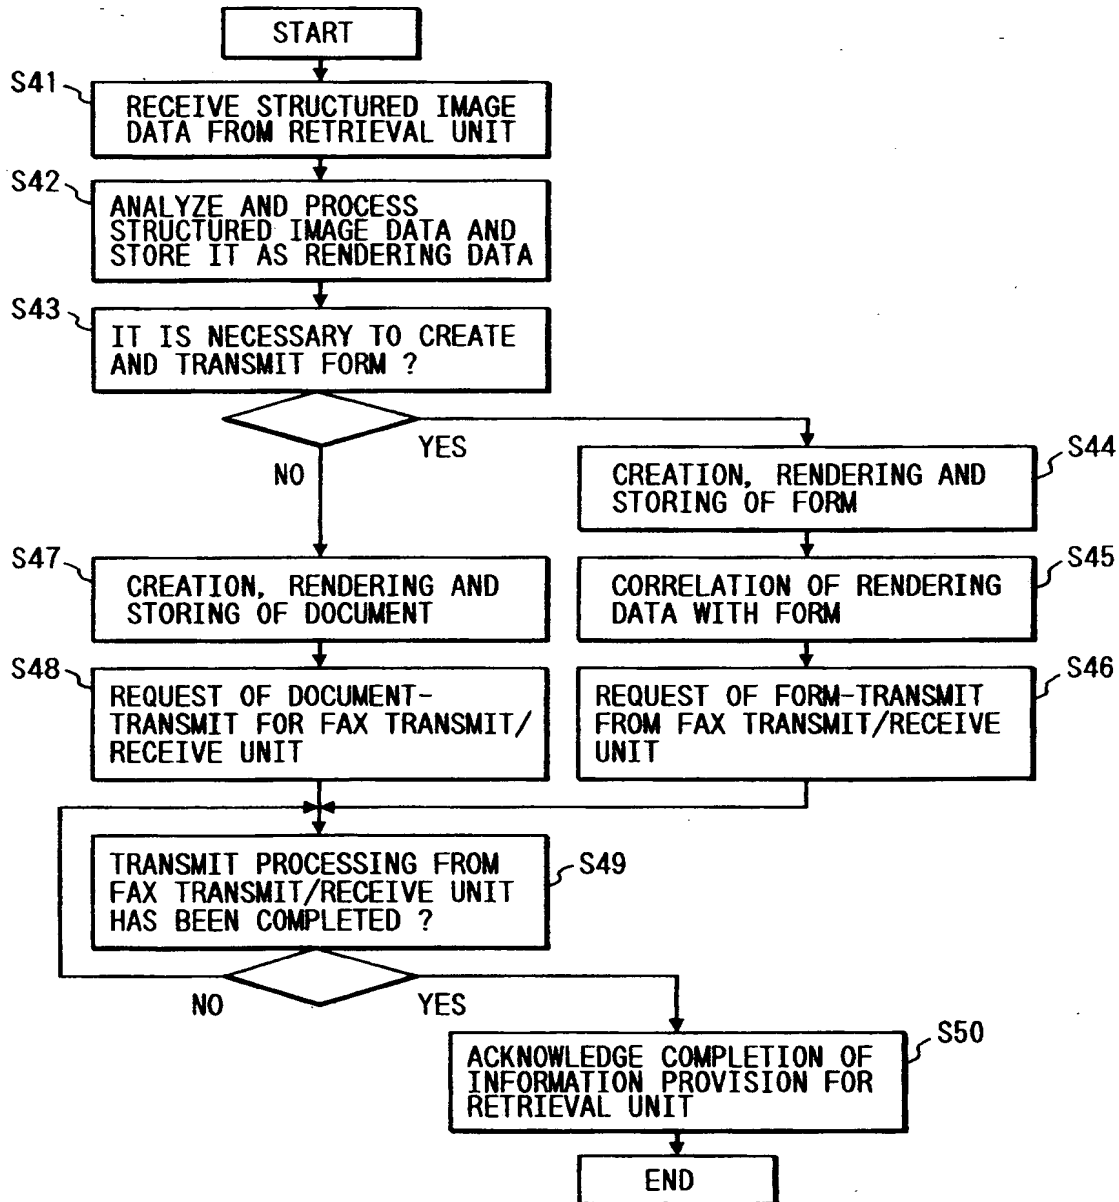 START
S41
RECEIVE STRUCTURED IMAGE
DATA FROM RETRIEVAL UNIT
S42
ANALYZE AND PROCESS
STRUCTURED IMAGE DATA AND
STORE IT AS RENDERING DATA
S43
IT IS NECESSARY TO CREATE
AND TRANSMIT FORM ?
YES
NO
S44
CREATION, RENDERING AND
STORING OF FORM
S45
CORRELATION OF RENDERING
DATA WITH FORM
S46
REQUEST OF FORM-TRANSMIT
FROM FAX TRANSMIT/RECEIVE
UNIT
S47
CREATION, RENDERING AND
STORING OF DOCUMENT
S48
REQUEST OF DOCUMENT-
TRANSMIT FOR FAX TRANSMIT/
RECEIVE UNIT
S49
TRANSMIT PROCESSING FROM
FAX TRANSMIT/RECEIVE UNIT
HAS BEEN COMPLETED ?
NO
YES
S50
ACKNOWLEDGE COMPLETION OF
INFORMATION PROVISION FOR
RETRIEVAL UNIT
END